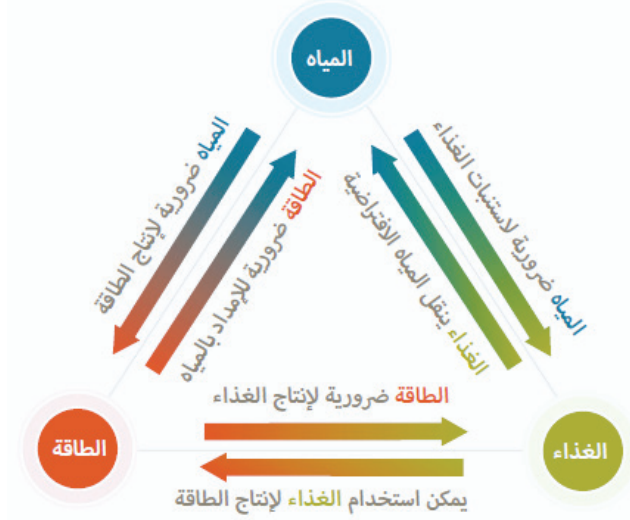 المياه
المياه ضرورية لإنتاج الطاقة
الطاقة ضرورية للإمداد بالمياه
المياه ضرورية لاستنبات الغذاء
الغذاء ينقل المياه الافتراضية
الطاقة ضرورية لإنتاج الغذاء
الطاقة
الغذاء
يمكن استخدام الغذاء لإنتاج الطاقة